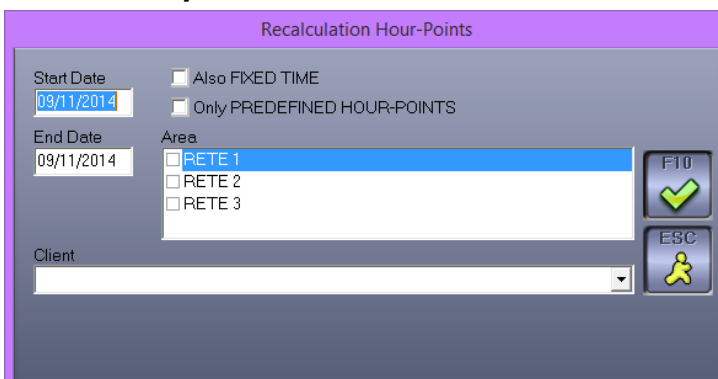 Recalculation Hour-Points
Start Date
Also FIXED TIME
09/11/2014
Only PREDEFINED HOUR-POINTS
End Date
Area
09/11/2014
RETE 1
RETE 2
RETE 3
F10
ESC
Client